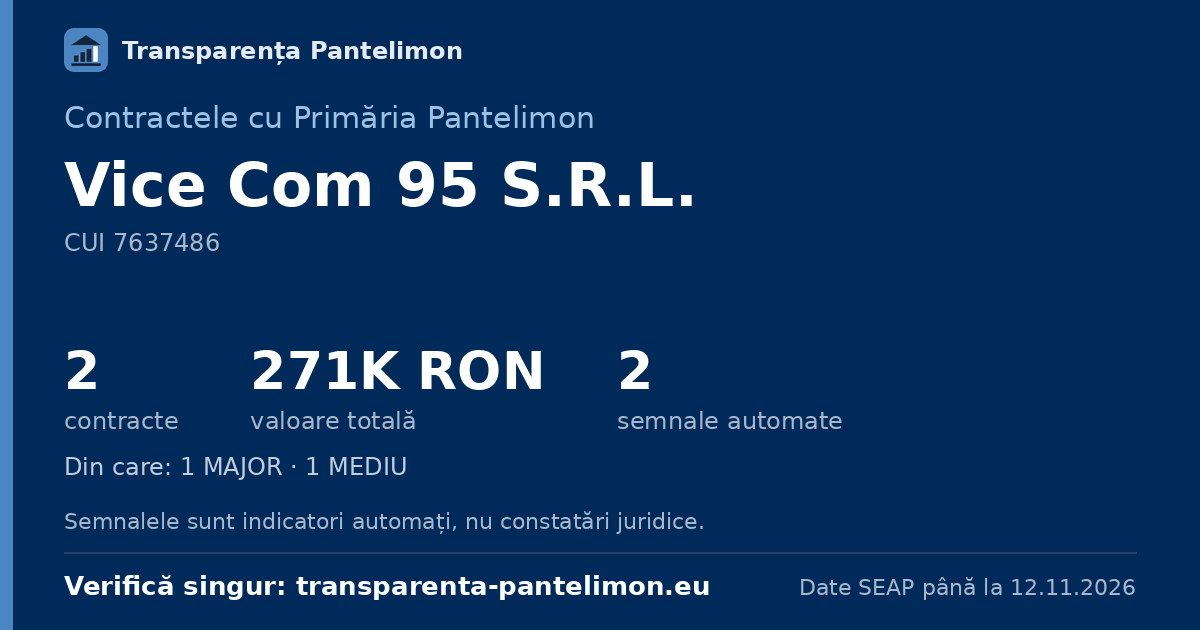 Transparența Pantelimon
Contractele cu Primăria Pantelimon
Vice Com 95 S.R.L.
CUI 7637486
2 271K RON 2
contracte valoare totală semnale automate
Din care: 1 MAJOR · 1 MEDIU
Semnalele sunt indicatori automați, nu constatări juridice.
Verifică singur: transparenta-pantelimon.eu Date SEAP până la 12.11.2026